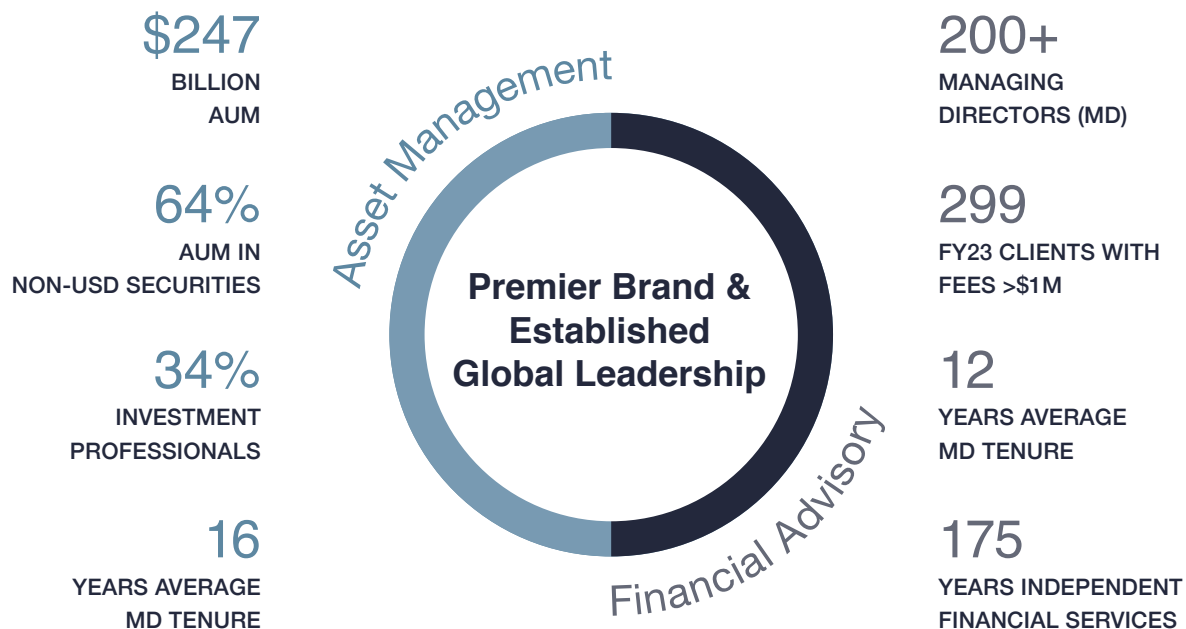 $247
BILLION
AUM
64%
AUM IN
NON-USD SECURITIES
34%
INVESTMENT
PROFESSIONALS
16
YEARS AVERAGE
MD TENURE
Asset Management
Premier Brand &
Established
Global Leadership
Financial Advisory
200+
MANAGING
DIRECTORS (MD)
299
FY23 CLIENTS WITH
FEES >$1M
12
YEARS AVERAGE
MD TENURE
175
YEARS INDEPENDENT
FINANCIAL SERVICES